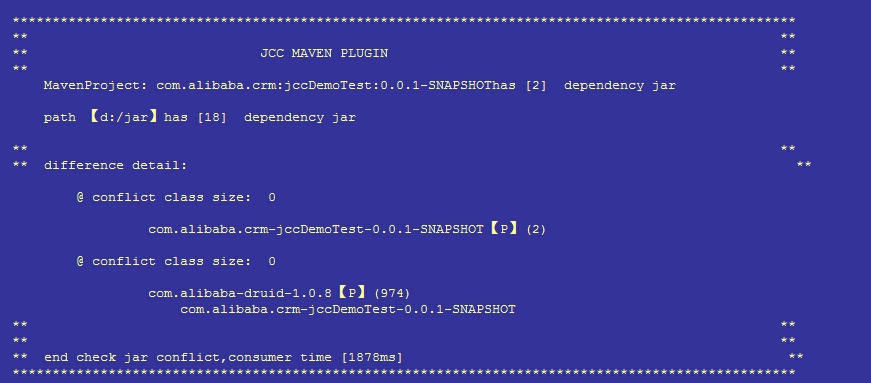 **************************************************************************************************
** **
** JCC MAVEN PLUGIN **
** **
MavenProject: com.alibaba.crm:jccDemoTest:0.0.1-SNAPSHOThas [2] dependency jar
path 【d:/jar】has [18] dependency jar
** **
** difference detail: **
@ conflict class size: 0
com.alibaba.crm-jccDemoTest-0.0.1-SNAPSHOT【P】(2)
@ conflict class size: 0
com.alibaba-druid-1.0.8【P】(974)
com.alibaba.crm-jccDemoTest-0.0.1-SNAPSHOT
** **
** **
** end check jar conflict,consumer time [1878ms] **
**************************************************************************************************